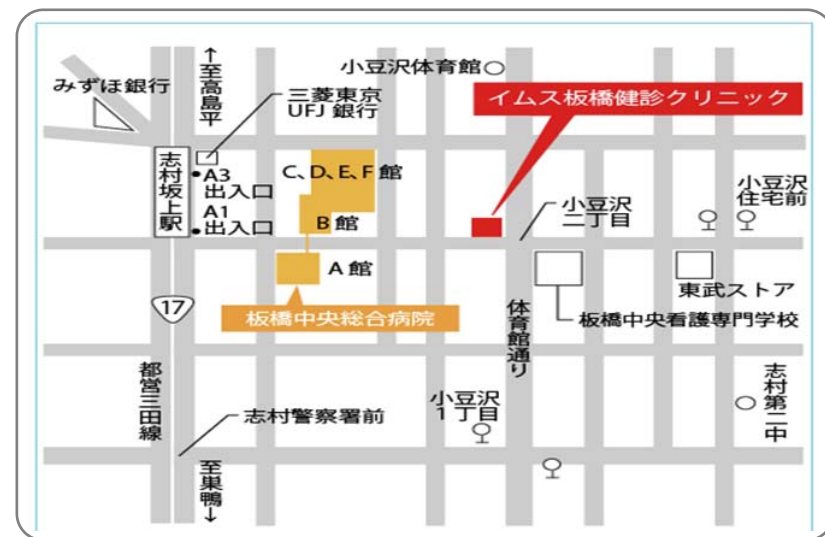 みずほ銀行
↑至高島平
三菱東京
UFJ 銀行
小豆沢体育館
イムス板橋健診クリニック
志村坂上駅
A3
出入口
A1
出入口
C、D、E、F 館
B 館
A 館
板橋中央総合病院
小豆沢
二丁目
小豆沢
住宅前
東武ストア
板橋中央看護専門学校
17
体育館通り
都営三田線
志村警察署前
小豆沢
1 丁目
志村第二中
至巣鴨↓